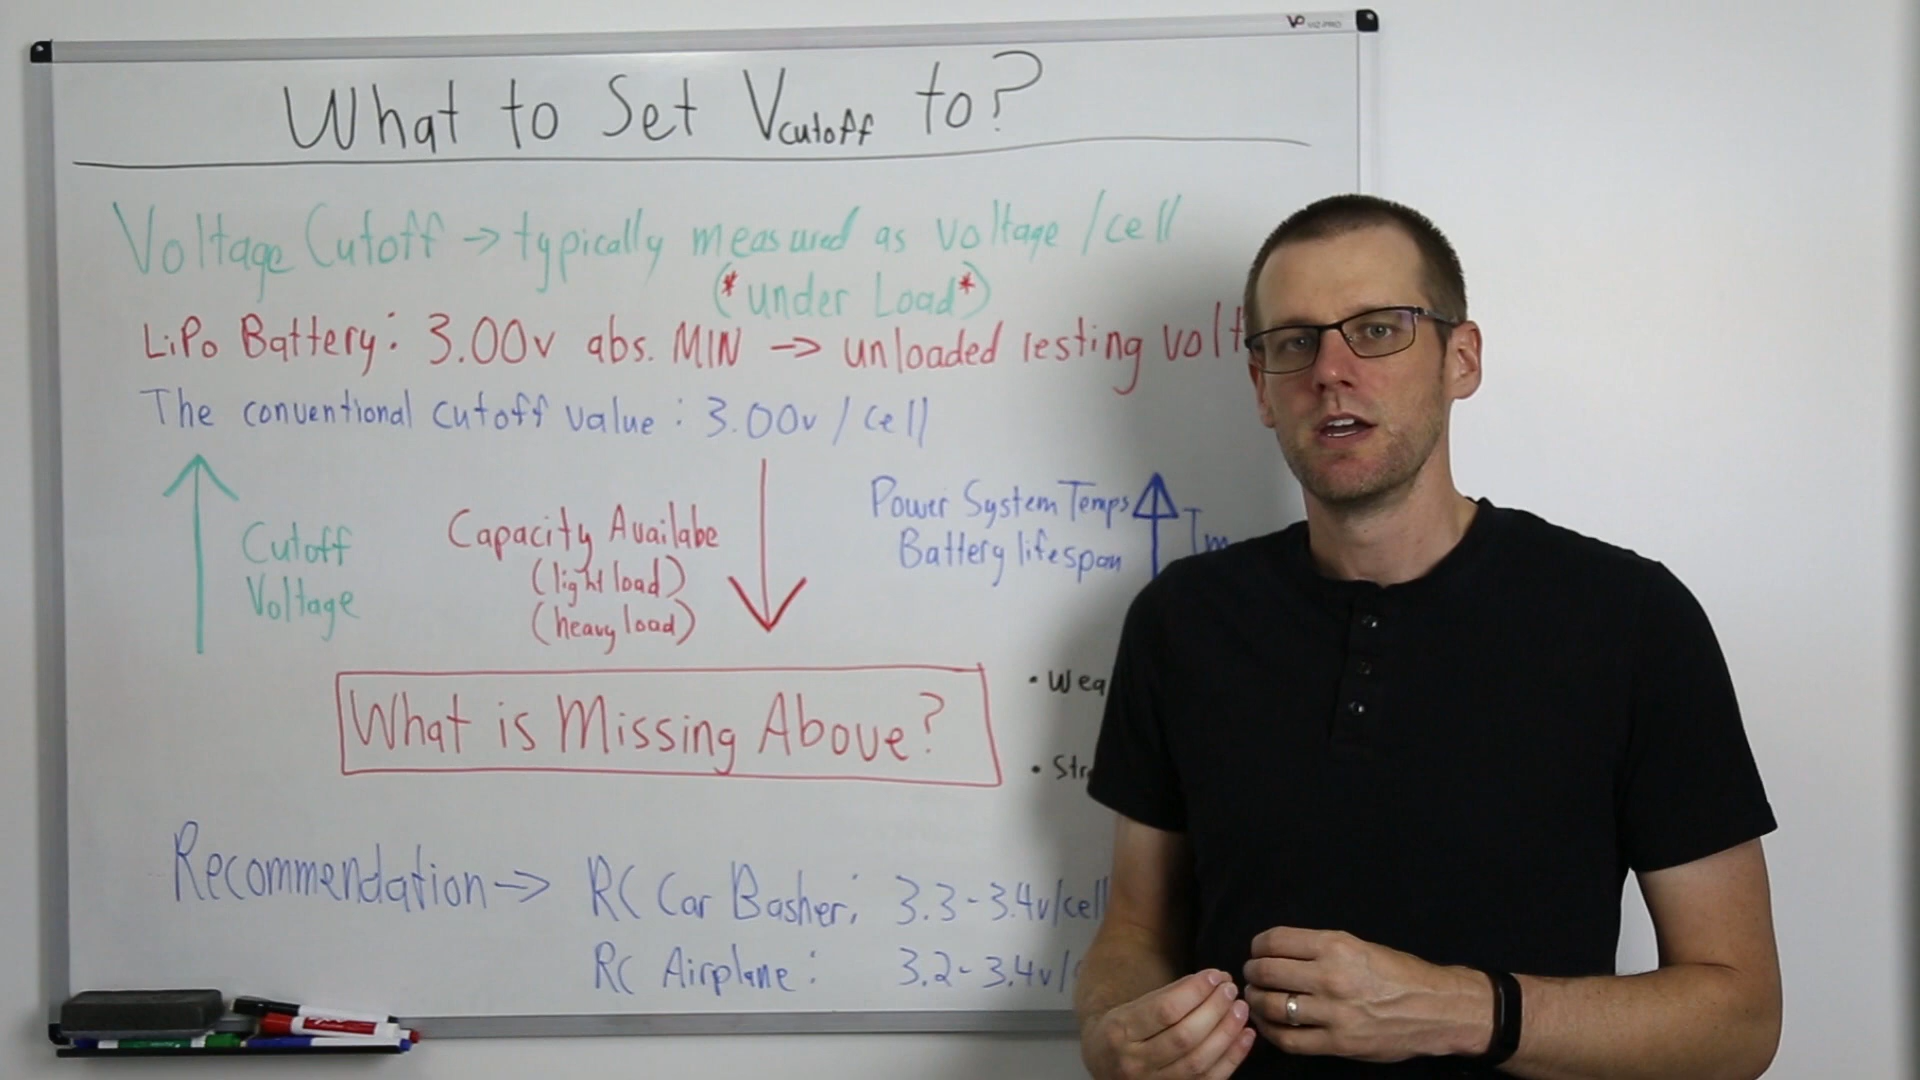 VIZ-PRO
What to Set Vcutoff to?
Voltage Cutoff -> typically measured as voltage/cell
(*under Load*)
LiPo Battery: 3.00v abs. MIN -> unloaded resting volt
The conventional cutoff value: 3.00v/cell
Cutoff
Voltage
Capacity Availabe
(light load)
(heavy load)
Power System Temps
Battery lifespan
What is Missing Above?
Recommendation -> RC Car Basher: 3.3-3.4v/cell
RC Airplane: 3.2-3.4v/